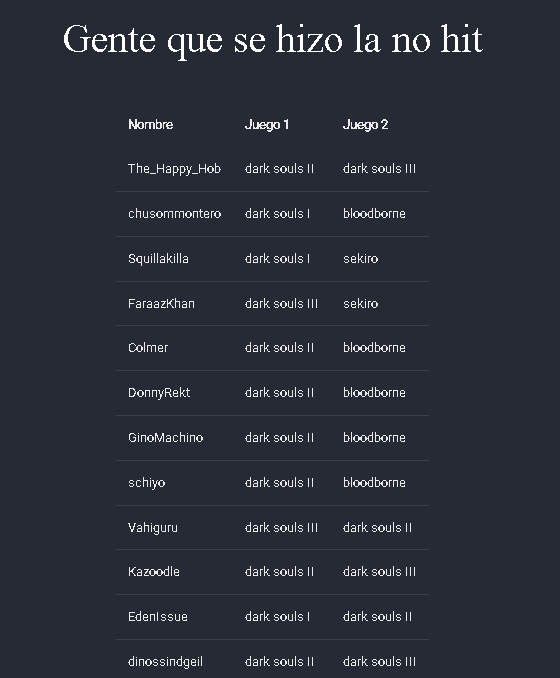 Gente que se hizo la no hit
Nombre Juego 1 Juego 2
The_Happy_Hob dark souls II dark souls III
chusommontero dark souls I bloodborne
Squillakilla dark souls I sekiro
FaraazKhan dark souls III sekiro
Colmer dark souls II bloodborne
DonnyRekt dark souls II bloodborne
GinoMachino dark souls II bloodborne
schiyo dark souls II bloodborne
Vahiguru dark souls III dark souls II
Kazoodle dark souls II dark souls III
EdenIssue dark souls I dark souls II
dinossindgeil dark souls II dark souls III